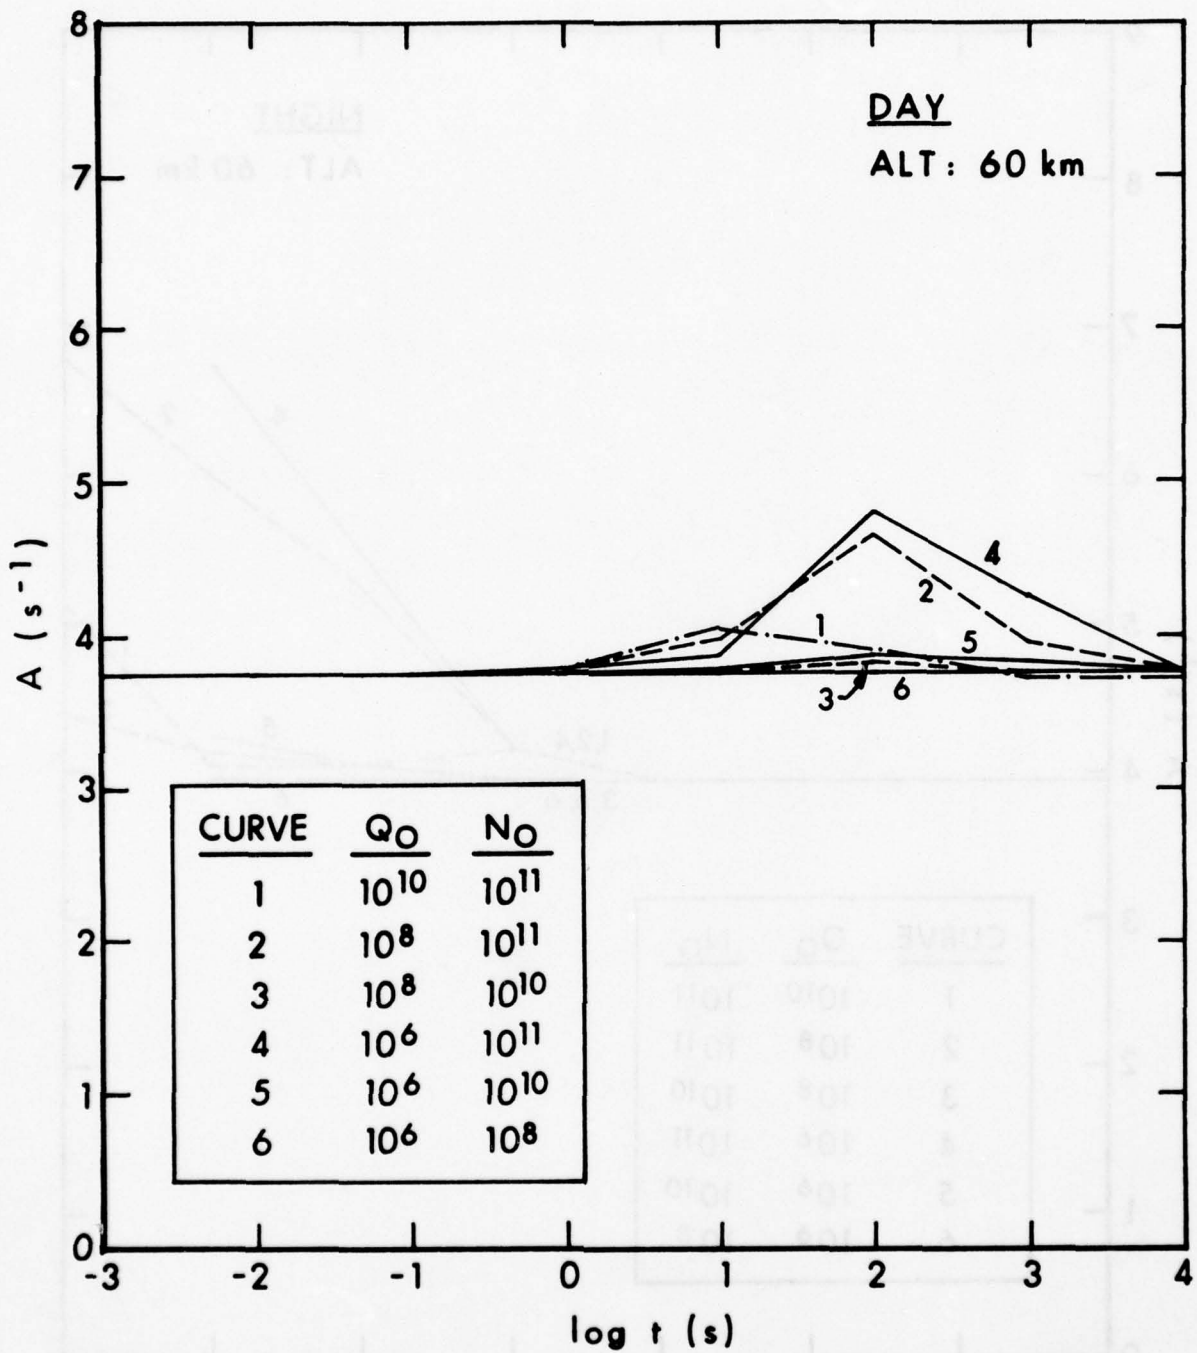 8
DAY
ALT: 60 km
7
6
5
4
3
2
1
0
A (s⁻¹)
4
2
1
5
3
6
CURVE Q₀ N₀
1 10¹⁰ 10¹¹
2 10⁸ 10¹¹
3 10⁸ 10¹⁰
4 10⁶ 10¹¹
5 10⁶ 10¹⁰
6 10⁶ 10⁸
-3 -2 -1 0 1 2 3 4
log t (s)